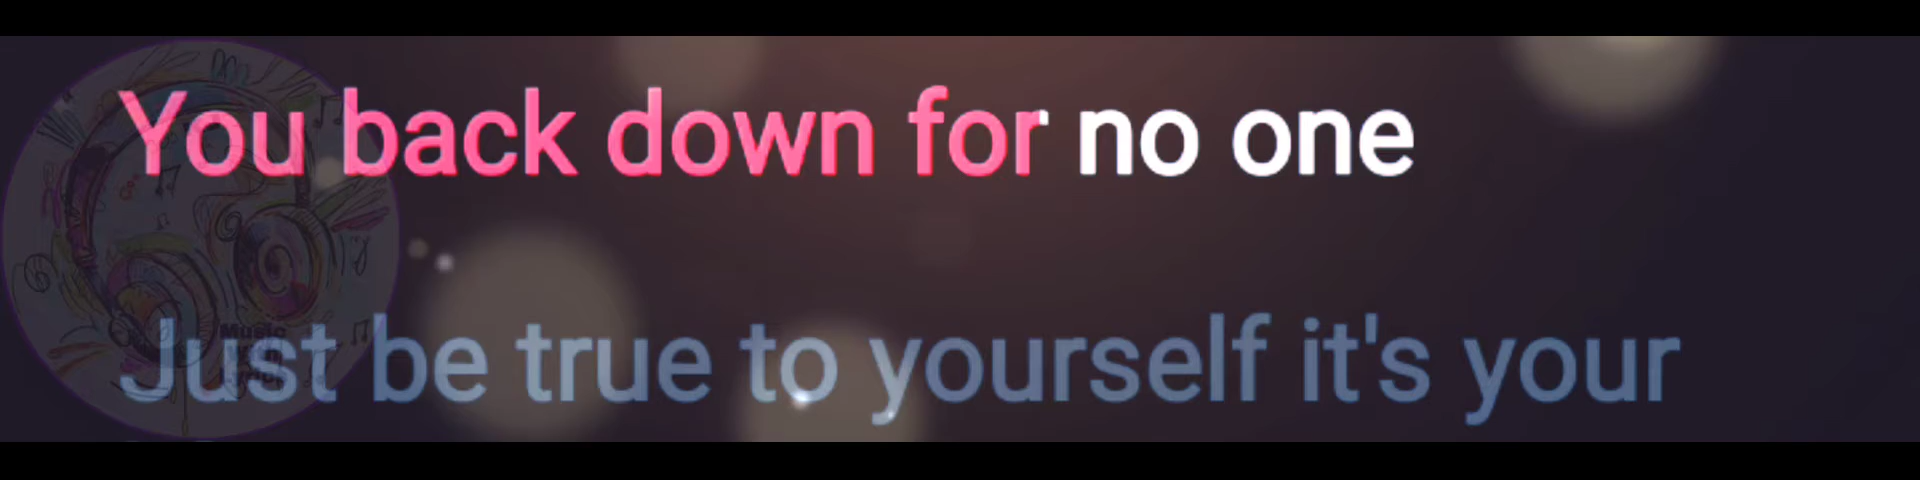 You back down for no one
Just be true to yourself it's your